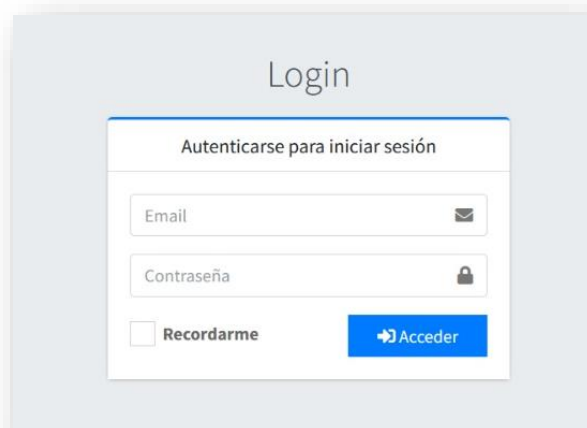 Login
Autenticarse para iniciar sesión
Email
Contraseña
Recordarme
Acceder